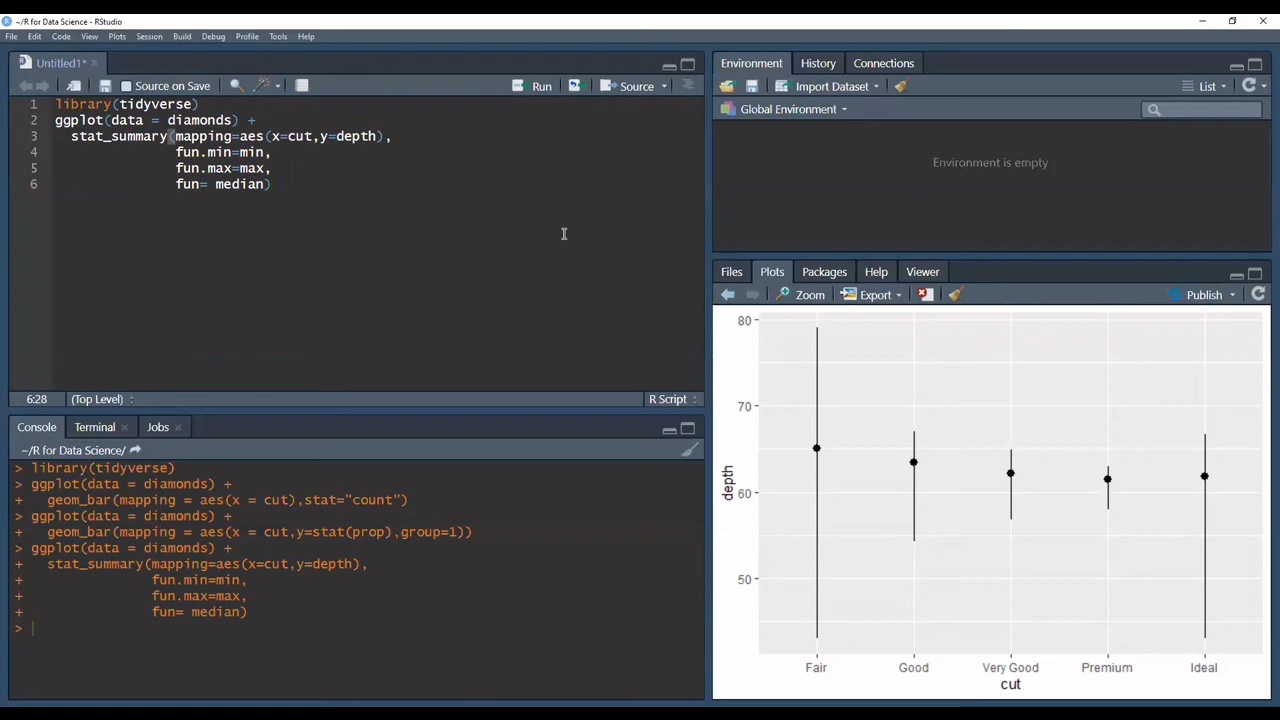 ~/R for Data Science - RStudio
File Edit Code View Plots Session Build Debug Profile Tools Help
Untitled1*
Source on Save
Run
Source
1 library(tidyverse)
2 ggplot(data = diamonds) +
3 stat_summary(mapping=aes(x=cut,y=depth),
4 fun.min=min,
5 fun.max=max,
6 fun= median)
6:28 (Top Level) R Script
Console Terminal Jobs
~/R for Data Science/
> library(tidyverse)
> ggplot(data = diamonds) +
+ geom_bar(mapping = aes(x = cut),stat="count")
> ggplot(data = diamonds) +
+ geom_bar(mapping = aes(x = cut,y=stat(prop),group=1))
> ggplot(data = diamonds) +
+ stat_summary(mapping=aes(x=cut,y=depth),
+ fun.min=min,
+ fun.max=max,
+ fun= median)
>
Environment History Connections
Import Dataset List
Global Environment
Environment is empty
Files Plots Packages Help Viewer
Zoom Export Publish
80
70
60
50
depth
Fair Good Very Good Premium Ideal
cut